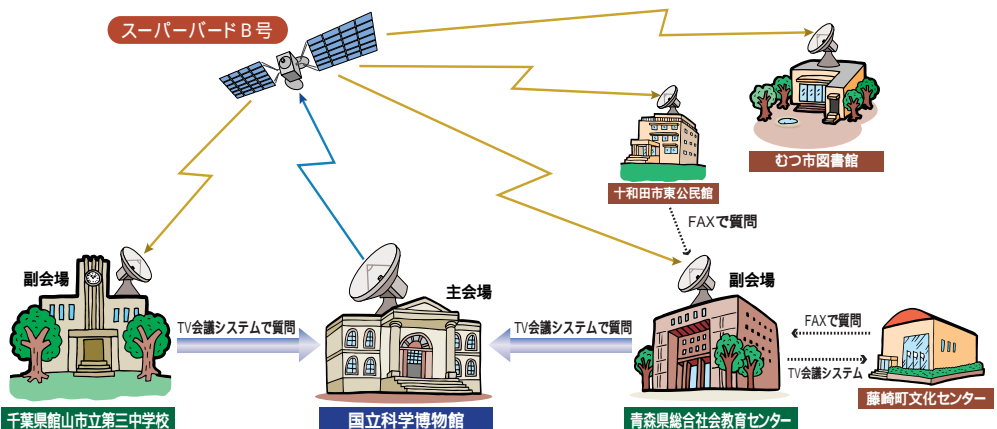 スーパーバードB号
むつ市図書館
十和田市東公民館
FAXで質問
副会場
主会場
副会場
TV会議システムで質問
TV会議システムで質問
FAXで質問
TV会議システム
藤崎町文化センター
千葉県館山市立第三中学校
国立科学博物館
青森県総合社会教育センター